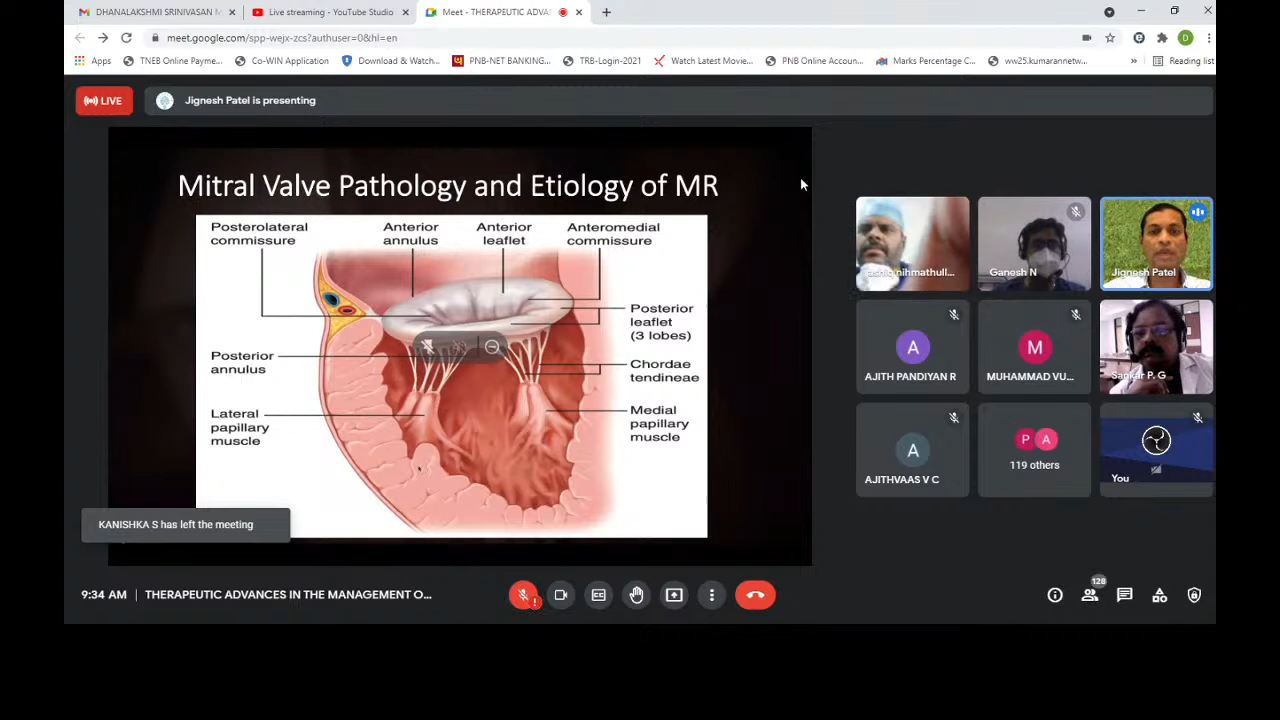 DHANALAKSHMI SRINIVASAN M
Live streaming - YouTube Studio
Meet - THERAPEUTIC ADVANC
meet.google.com/spp-wejx-zcs?authuser=0&hl=en
D
Apps
TNEB Online Payme...
Co-WIN Application
Download & Watch...
PNB-NET BANKING...
TRB-Login-2021
Watch Latest Movie...
PNB Online Accoun...
Marks Percentage C...
ww25.kumarannetw...
»
Reading list
LIVE
Jignesh Patel is presenting
Mitral Valve Pathology and Etiology of MR
Posterolateral
commissure
Anterior
annulus
Anterior
leaflet
Anteromedial
commissure
Posterior
leaflet
(3 lobes)
Posterior
annulus
Chordae
tendineae
Lateral
papillary
muscle
Medial
papillary
muscle
KANISHKA S has left the meeting
ashiq nihmathull...
Ganesh N
Jignesh Patel
A
AJITH PANDIYAN R
M
MUHAMMAD VU...
Sankar P. G
A
AJITHVAAS V C
P A
119 others
You
9:34 AM
THERAPEUTIC ADVANCES IN THE MANAGEMENT O...
CC
128